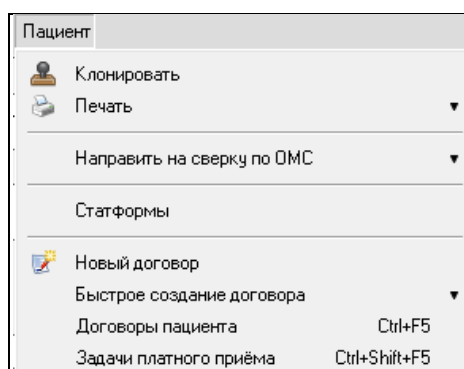 Пациент
Клонировать
Печать
Направить на сверку по ОМС
Статформы
Новый договор
Быстрое создание договора
Договоры пациента Ctrl+F5
Задачи платного приёма Ctrl+Shift+F5